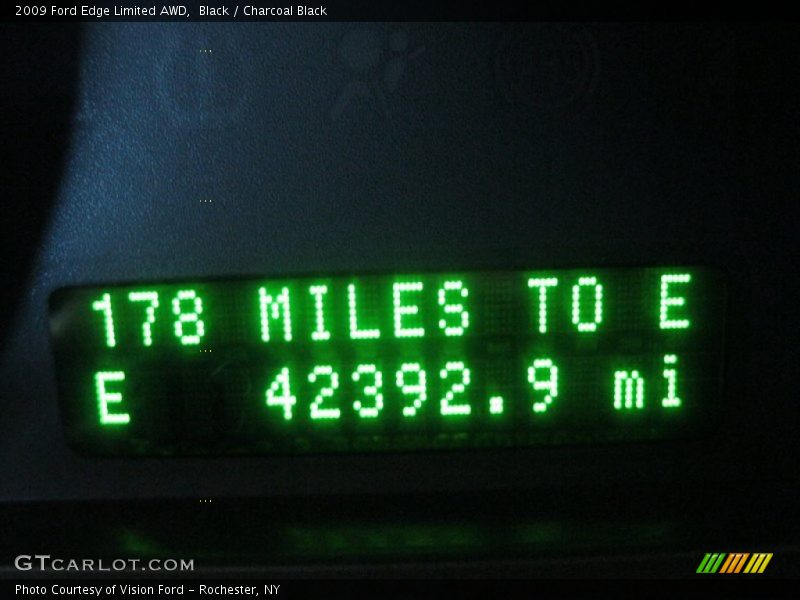 2009 Ford Edge Limited AWD,  Black / Charcoal Black
178 MILES TO E
E 42392.9 mi
GTCARLOT.COM
Photo Courtesy of Vision Ford - Rochester, NY